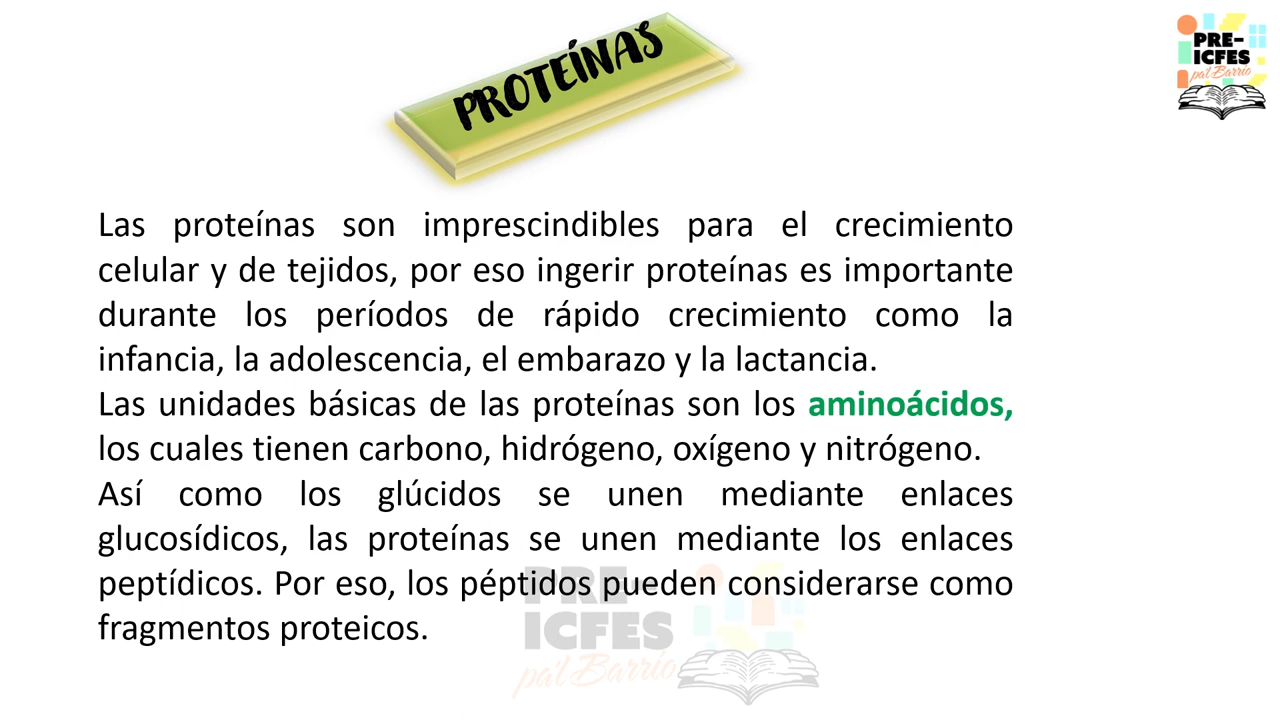 PROTEÍNAS
PRE-
ICFES
pa'l Barrio
Las proteínas son imprescindibles para el crecimiento
celular y de tejidos, por eso ingerir proteínas es importante
durante los períodos de rápido crecimiento como la
infancia, la adolescencia, el embarazo y la lactancia.
Las unidades básicas de las proteínas son los aminoácidos,
los cuales tienen carbono, hidrógeno, oxígeno y nitrógeno.
Así como los glúcidos se unen mediante enlaces
glucosídicos, las proteínas se unen mediante los enlaces
peptídicos. Por eso, los péptidos pueden considerarse como
fragmentos proteicos.
PRE-
ICFES
pa'l Barrio